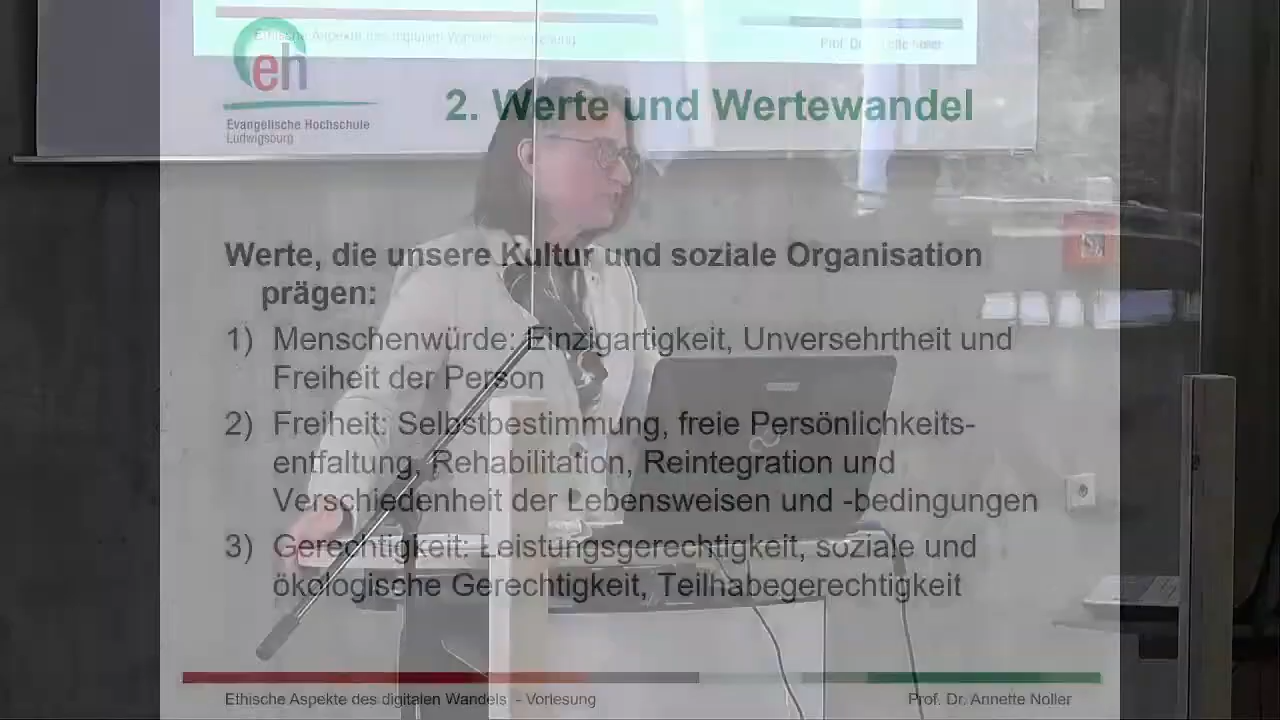 Ethische Aspekte des digitalen Wandels - Vorlesung
Prof. Dr. Annette Noller
eh
Evangelische Hochschule
Ludwigsburg
2. Werte und Wertewandel
Werte, die unsere Kultur und soziale Organisation
prägen:
1) Menschenwürde: Einzigartigkeit, Unversehrtheit und
Freiheit der Person
2) Freiheit: Selbstbestimmung, freie Persönlichkeits-
entfaltung, Rehabilitation, Reintegration und
Verschiedenheit der Lebensweisen und -bedingungen
3) Gerechtigkeit: Leistungsgerechtigkeit, soziale und
ökologische Gerechtigkeit, Teilhabegerechtigkeit
Ethische Aspekte des digitalen Wandels - Vorlesung
Prof. Dr. Annette Noller